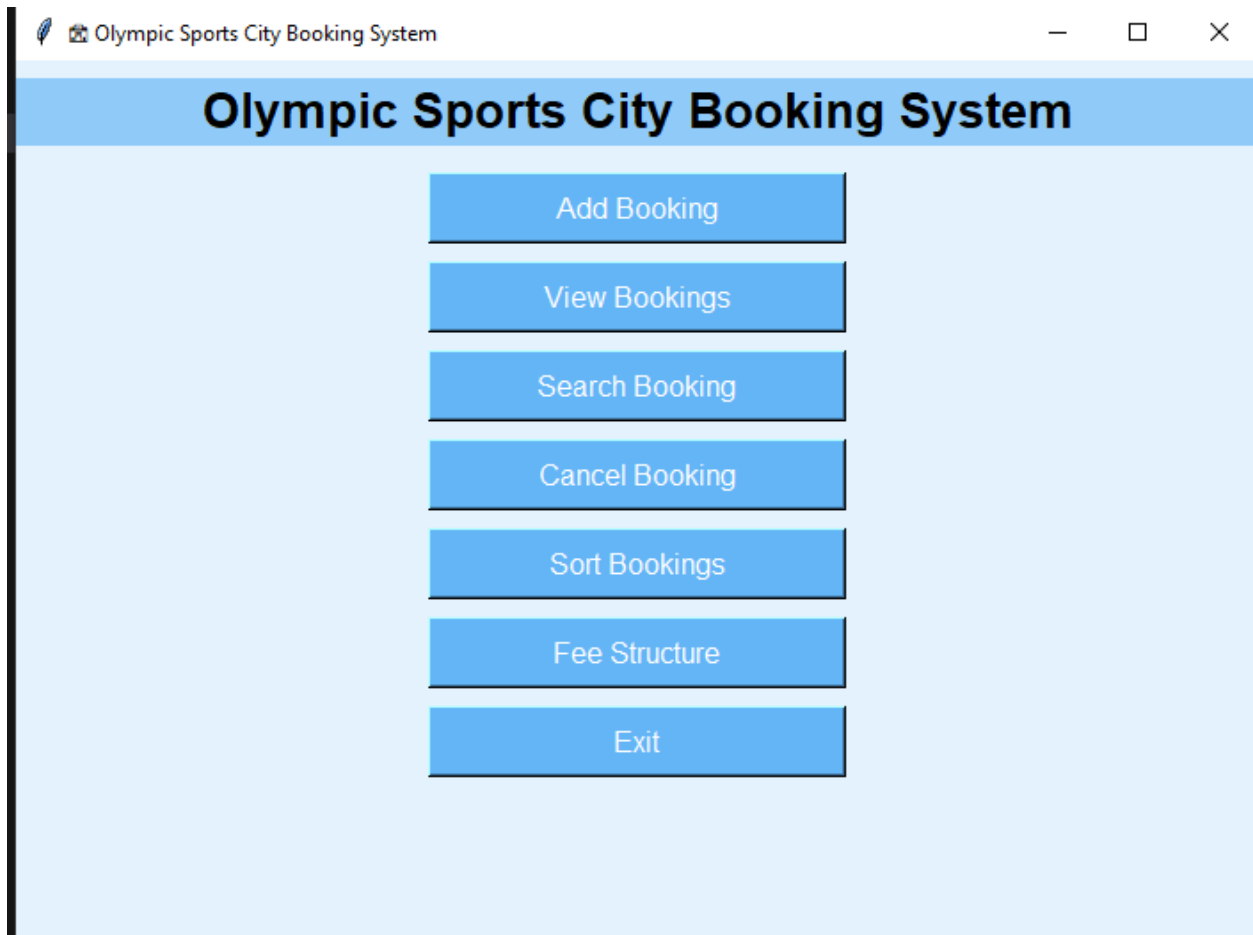 Olympic Sports City Booking System
Olympic Sports City Booking System
Add Booking
View Bookings
Search Booking
Cancel Booking
Sort Bookings
Fee Structure
Exit